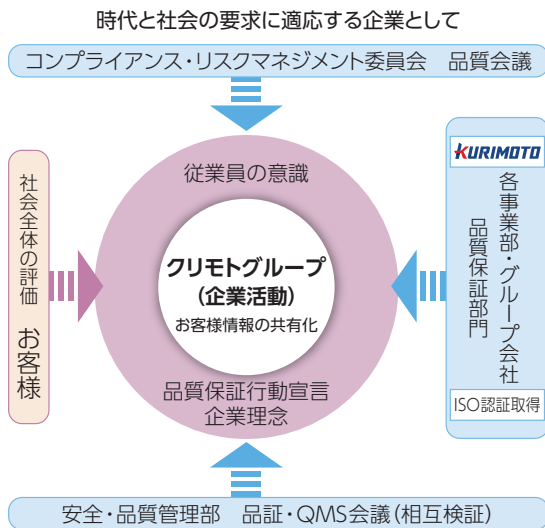 時代と社会の要求に適応する企業として
コンプライアンス・リスクマネジメント委員会　品質会議
従業員の意識
クリモトグループ
(企業活動)
お客様情報の共有化
品質保証行動宣言
企業理念
社会全体の評価
お客様
KURIMOTO
各事業部・グループ会社
品質保証部門
ISO認証取得
安全・品質管理部　品証・QMS会議(相互検証)